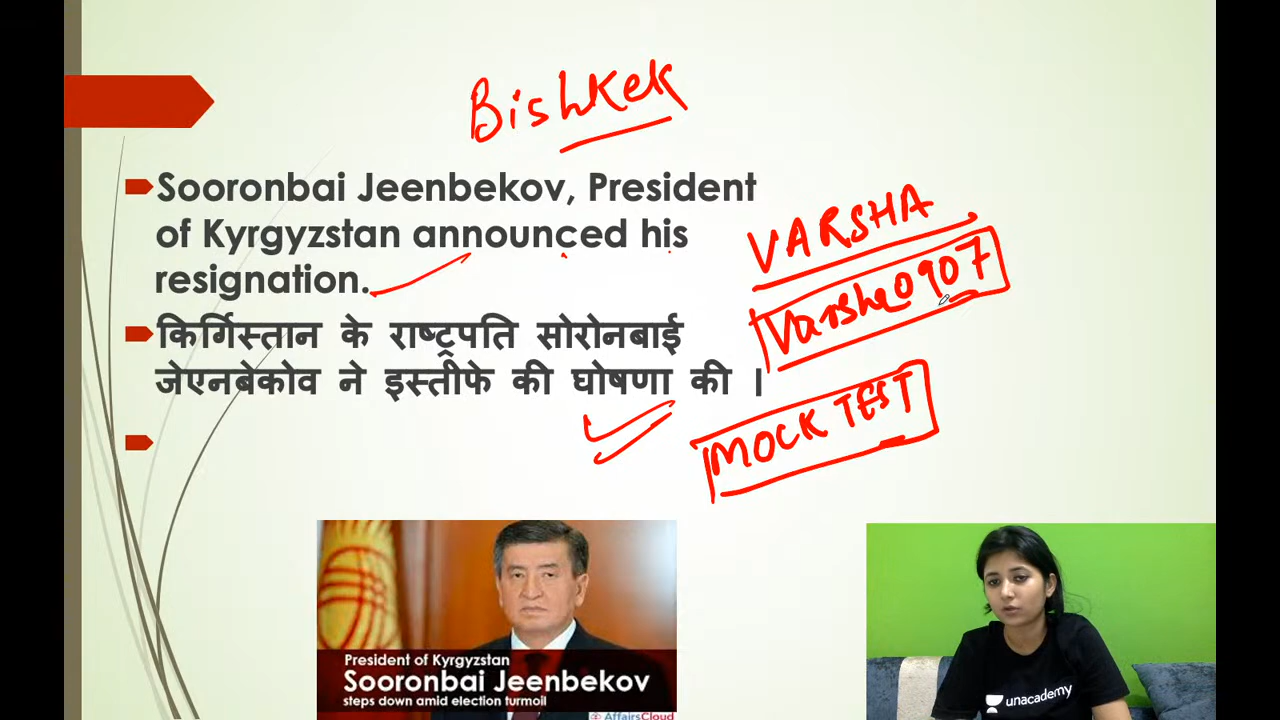 Bishkek
Sooronbai Jeenbekov, President
of Kyrgyzstan announced his
resignation.
VARSHA
Varsha0907
किर्गिस्तान के राष्ट्रपति सोरोनबाई
जेएनबेकोव ने इस्तीफे की घोषणा की ।
MOCK TEST
President of Kyrgyzstan
Sooronbai Jeenbekov
steps down amid election turmoil
AffairsCloud
unacademy